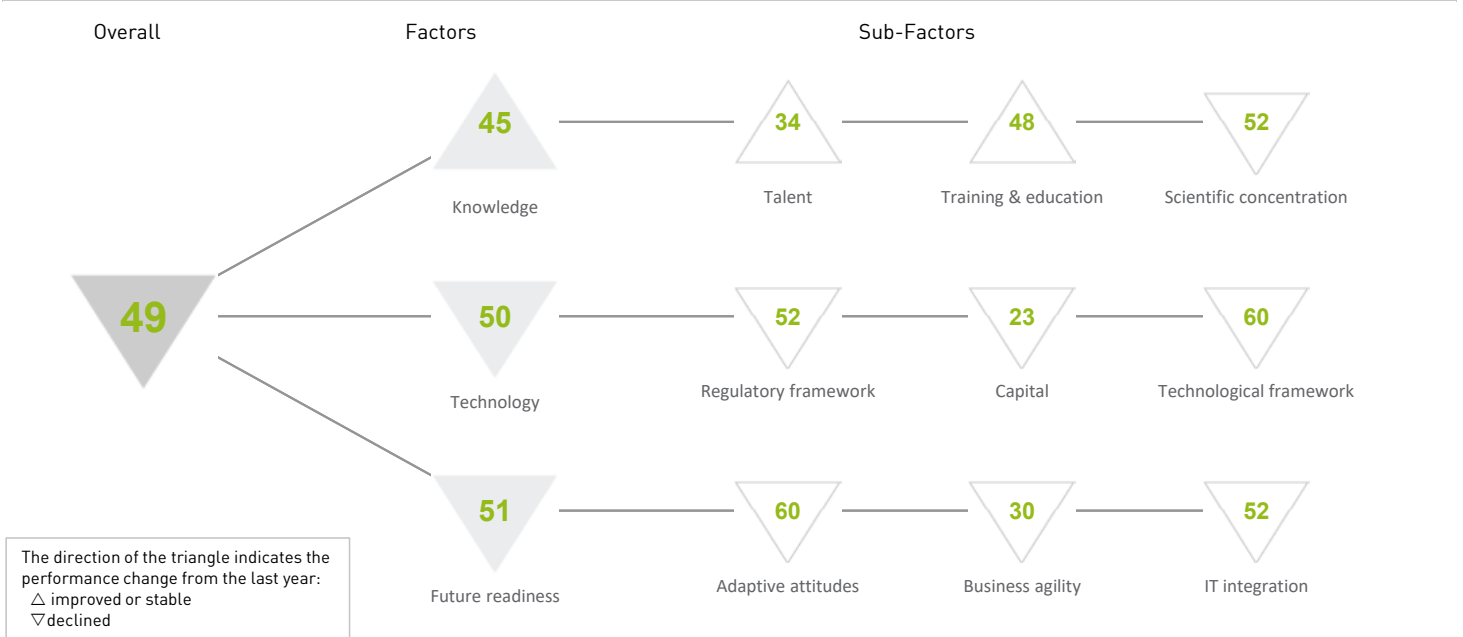 Overall
Factors
Sub-Factors
45
34
48
52
Knowledge
Talent
Training & education
Scientific concentration
49
50
52
23
60
Technology
Regulatory framework
Capital
Technological framework
51
60
30
52
Future readiness
Adaptive attitudes
Business agility
IT integration
The direction of the triangle indicates the
performance change from the last year:
△ improved or stable
▽ declined